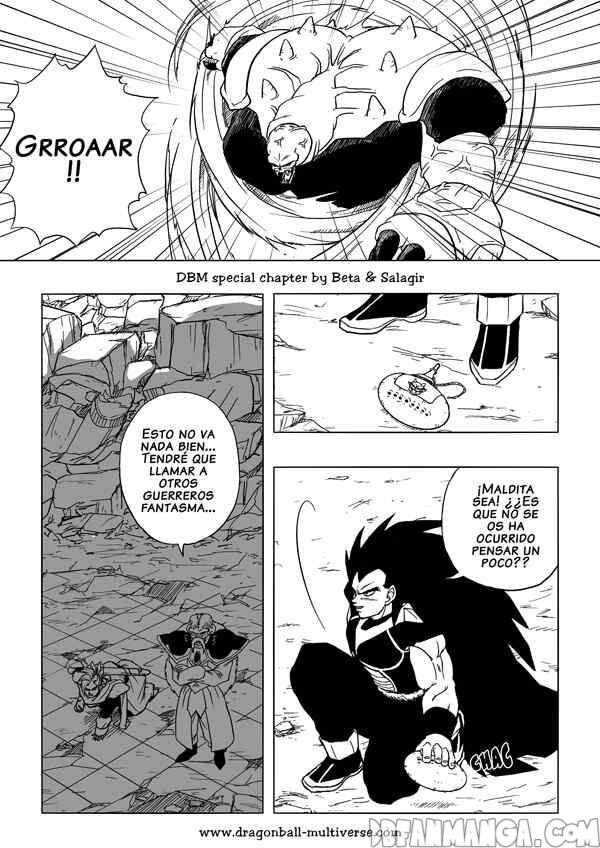 GRROAAR
!!
DBM special chapter by Beta & Salagir
ESTO NO VA
NADA BIEN...
TENDRÉ QUE
LLAMAR A
OTROS
GUERREROS
FANTASMA...
¡MALDITA
SEA! ¿¿ES
QUE NO SE
OS HA
OCURRIDO
PENSAR UN
POCO??
CHAC
www.dragonball-multiverse.com
DBFANMANGA.COM